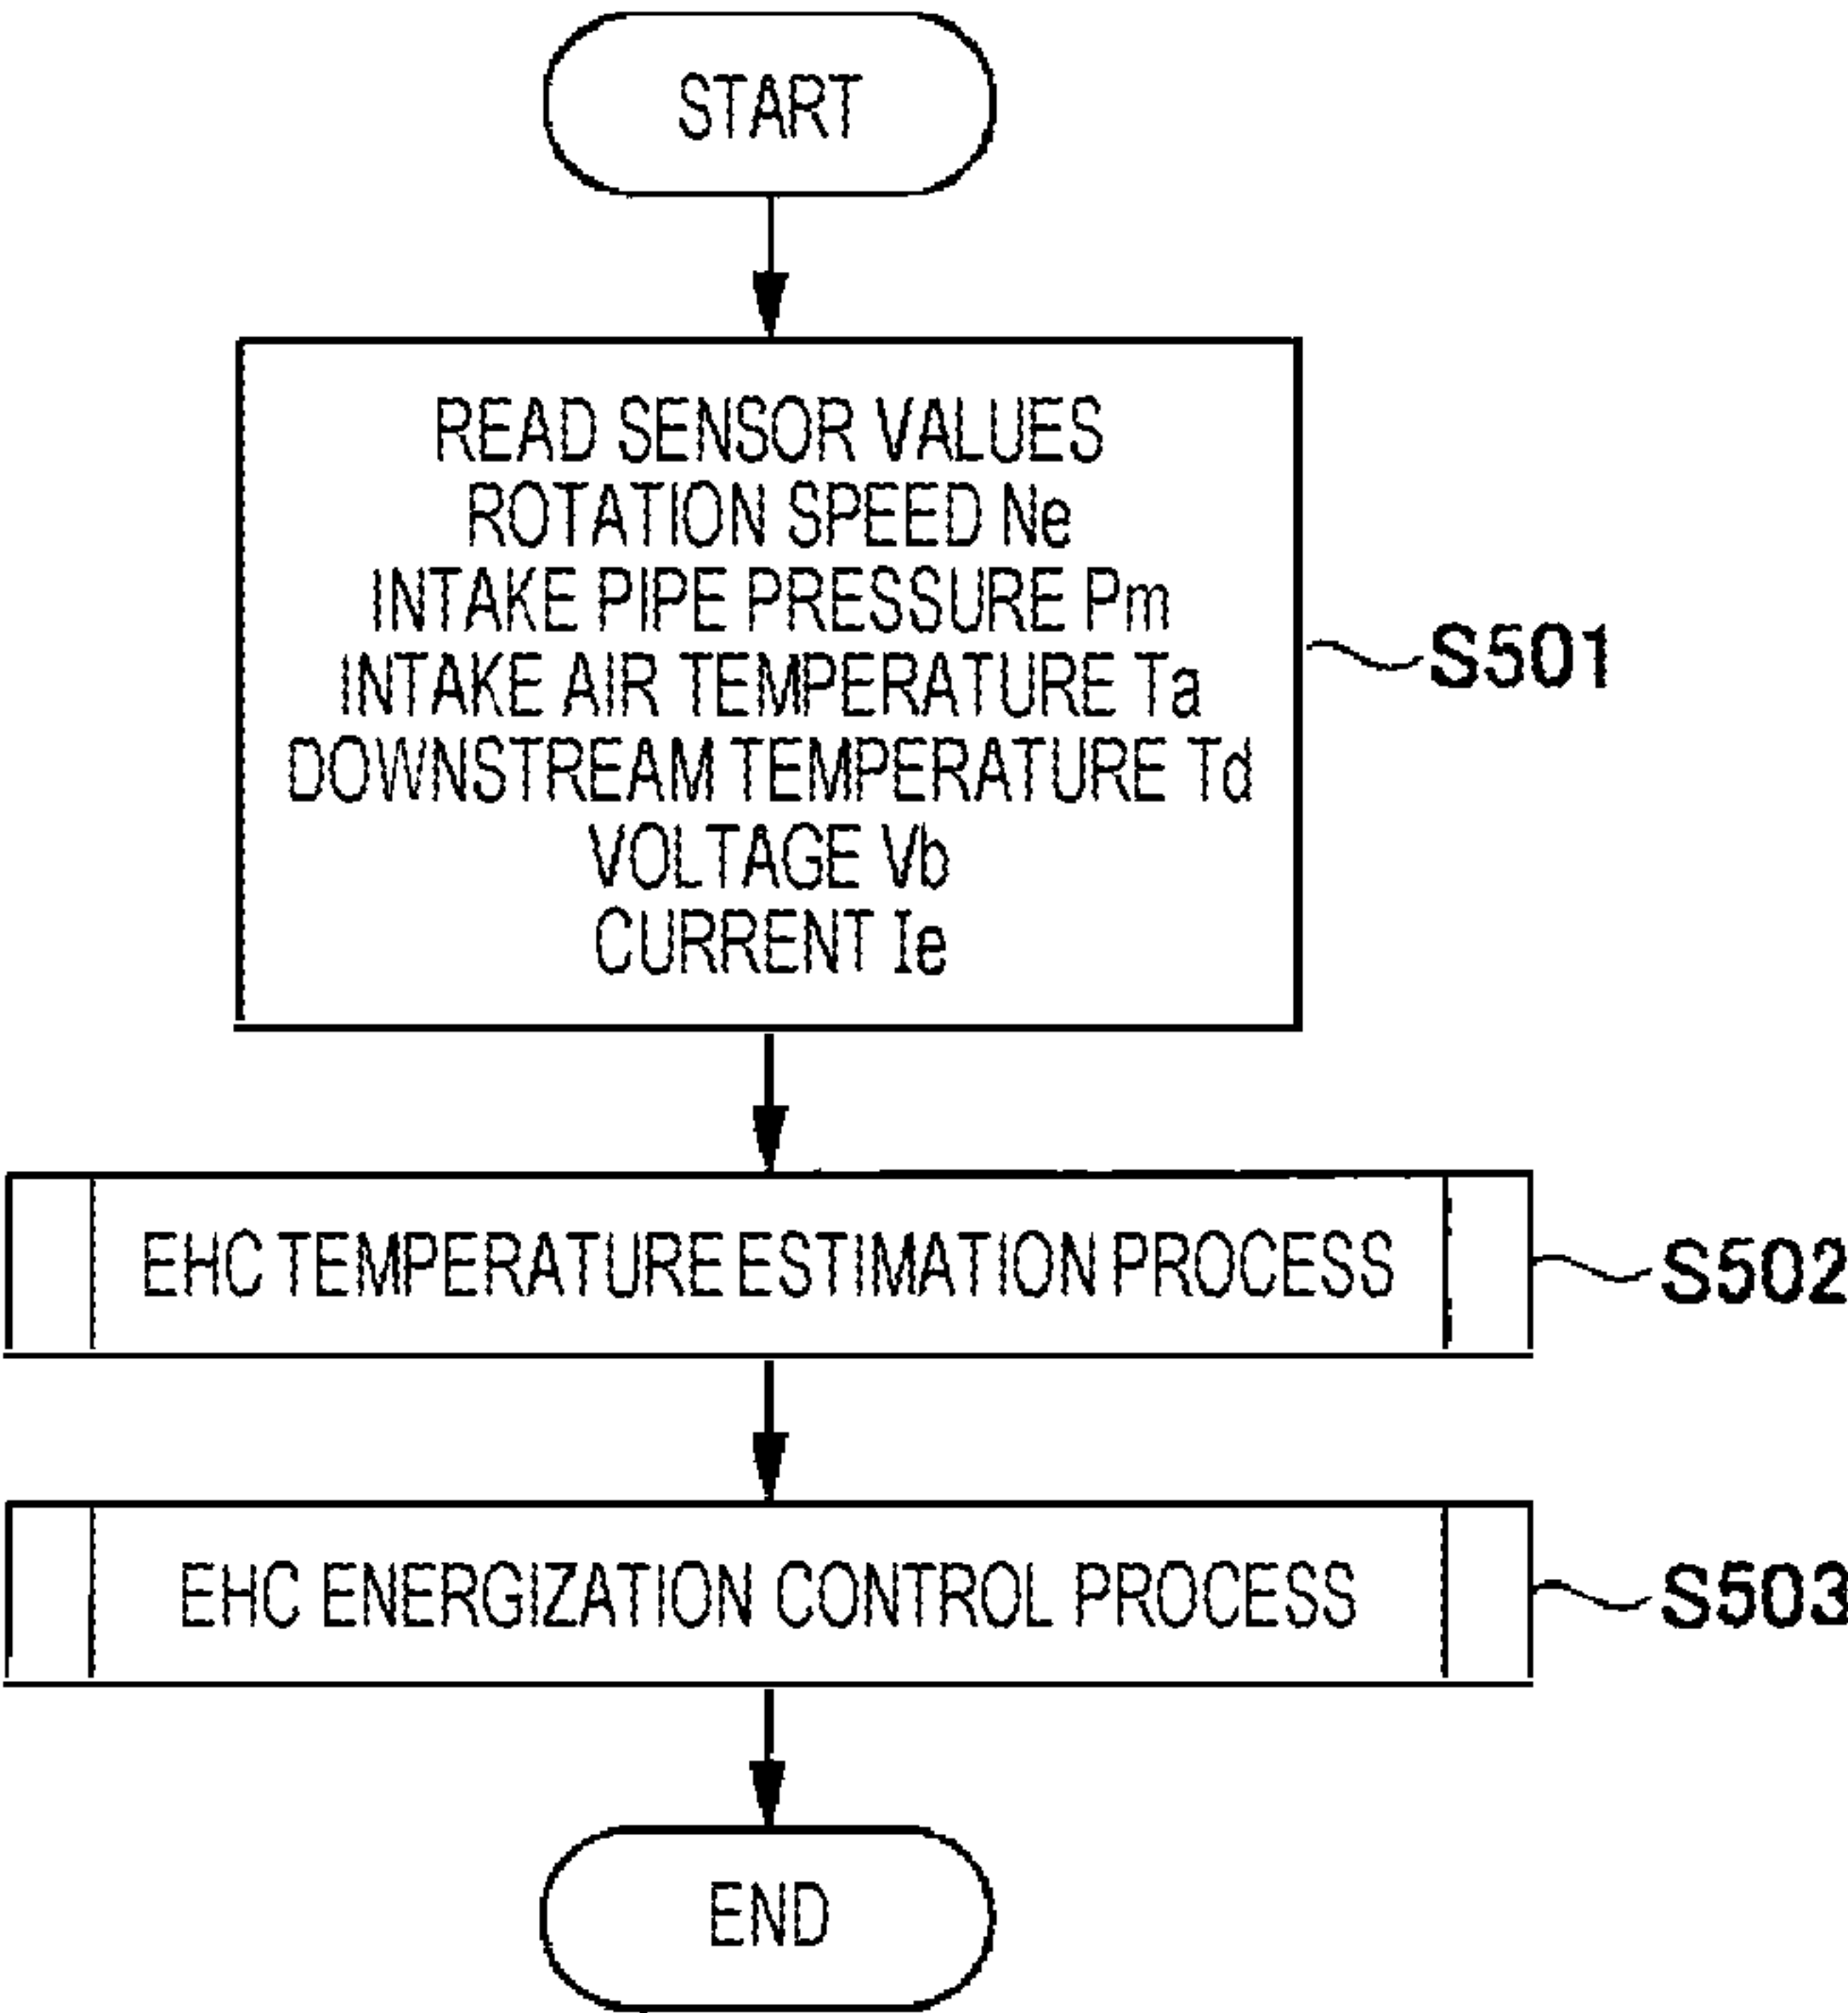 START
READ SENSOR VALUES
ROTATION SPEED Ne
INTAKE PIPE PRESSURE Pm
INTAKE AIR TEMPERATURE Ta
DOWNSTREAM TEMPERATURE Td
VOLTAGE Vb
CURRENT Ie
S501
EHC TEMPERATURE ESTIMATION PROCESS
S502
EHC ENERGIZATION CONTROL PROCESS
S503
END